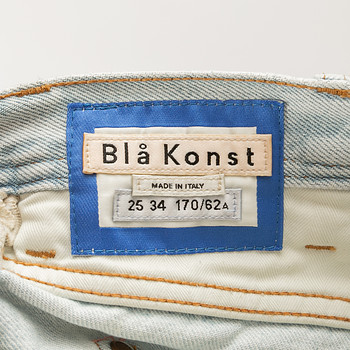 Blå Konst
MADE IN ITALY
25 34 170/62A